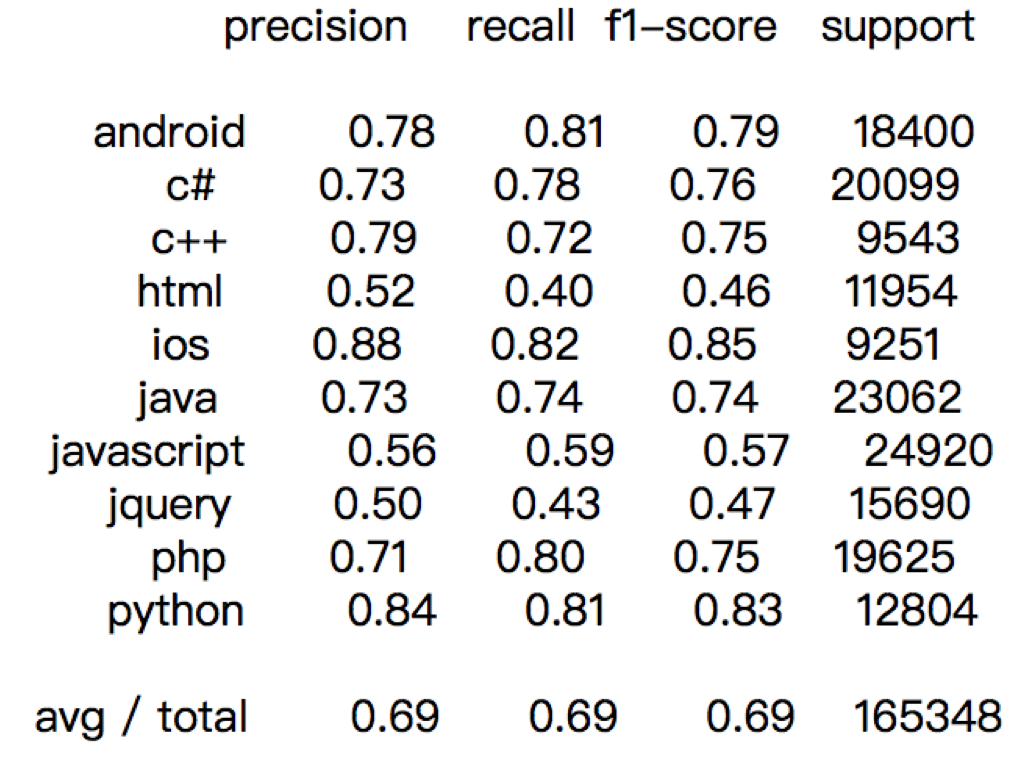 precision recall f1-score support
android 0.78 0.81 0.79 18400
c# 0.73 0.78 0.76 20099
c++ 0.79 0.72 0.75 9543
html 0.52 0.40 0.46 11954
ios 0.88 0.82 0.85 9251
java 0.73 0.74 0.74 23062
javascript 0.56 0.59 0.57 24920
jquery 0.50 0.43 0.47 15690
php 0.71 0.80 0.75 19625
python 0.84 0.81 0.83 12804
avg / total 0.69 0.69 0.69 165348